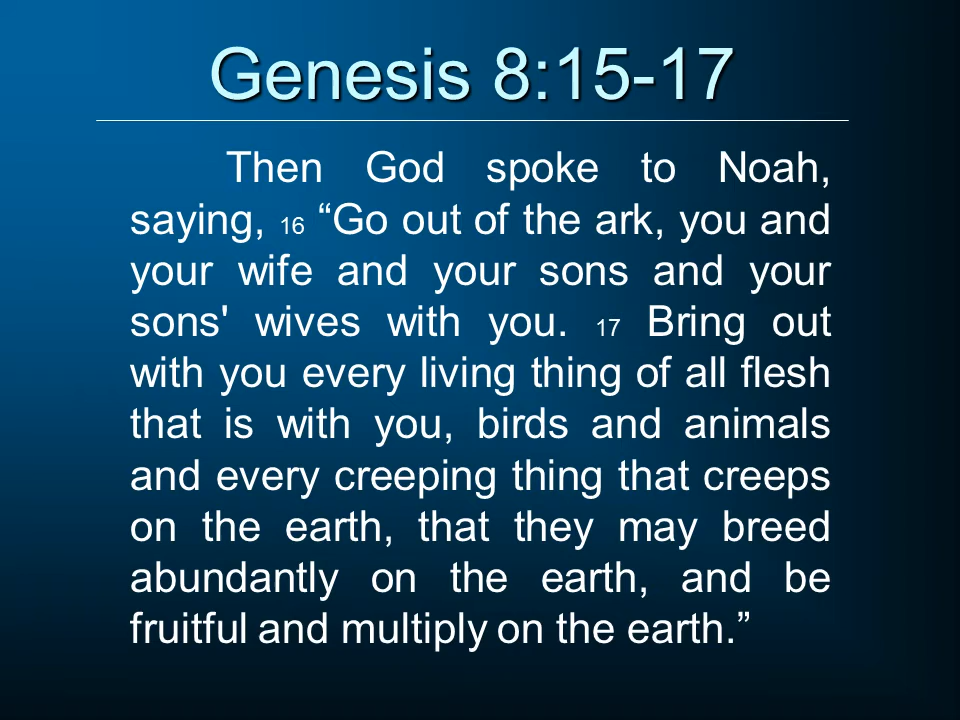 Genesis 8:15-17
Then God spoke to Noah,
saying, 16 “Go out of the ark, you and
your wife and your sons and your
sons' wives with you. 17 Bring out
with you every living thing of all flesh
that is with you, birds and animals
and every creeping thing that creeps
on the earth, that they may breed
abundantly on the earth, and be
fruitful and multiply on the earth.”